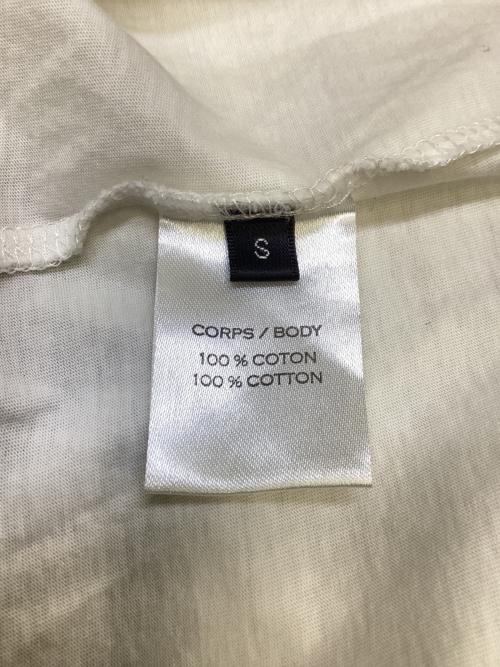 S
CORPS / BODY
100 % COTON
100 % COTTON